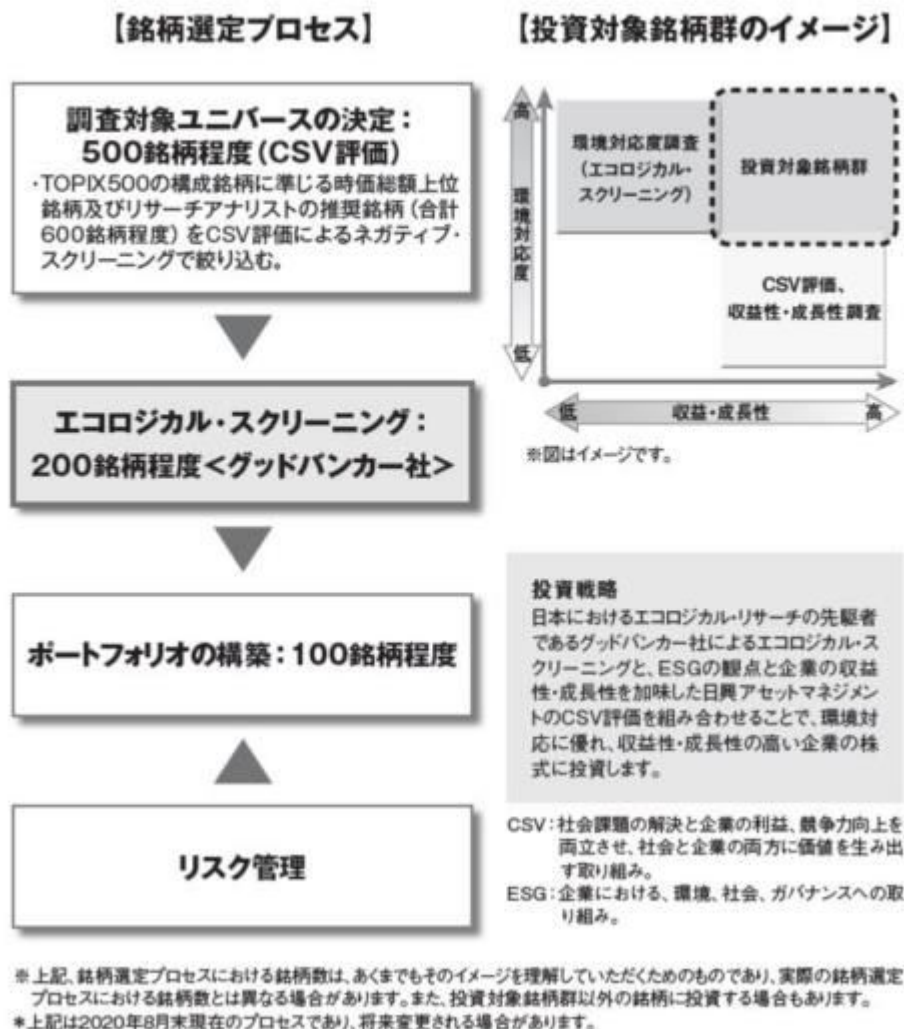 【銘柄選定プロセス】
調査対象ユニバースの決定：
500銘柄程度（CSV評価）
・TOPIX500の構成銘柄に準じる時価総額上位
銘柄及びリサーチアナリストの推奨銘柄（合計
600銘柄程度）をCSV評価によるネガティブ・
スクリーニングで絞り込む。
エコロジカル・スクリーニング：
200銘柄程度＜グッドバンカー社＞
ポートフォリオの構築：100銘柄程度
リスク管理
【投資対象銘柄群のイメージ】
高
環境対応度
低
環境対応度調査
（エコロジカル・
スクリーニング）
投資対象銘柄群
CSV評価、
収益性・成長性調査
低 収益・成長性 高
※図はイメージです。
投資戦略
日本におけるエコロジカル・リサーチの先駆者
であるグッドバンカー社によるエコロジカル・ス
クリーニングと、ESGの観点と企業の収益
性・成長性を加味した日興アセットマネジメン
トのCSV評価を組み合わせることで、環境対
応に優れ、収益性・成長性の高い企業の株
式に投資します。
CSV：社会課題の解決と企業の利益、競争力向上を
両立させ、社会と企業の両方に価値を生み出
す取り組み。
ESG：企業における、環境、社会、ガバナンスへの取
り組み。
※上記、銘柄選定プロセスにおける銘柄数は、あくまでもそのイメージを理解していただくためのものであり、実際の銘柄選定
プロセスにおける銘柄数とは異なる場合があります。また、投資対象銘柄群以外の銘柄に投資する場合もあります。
＊上記は2020年8月末現在のプロセスであり、将来変更される場合があります。